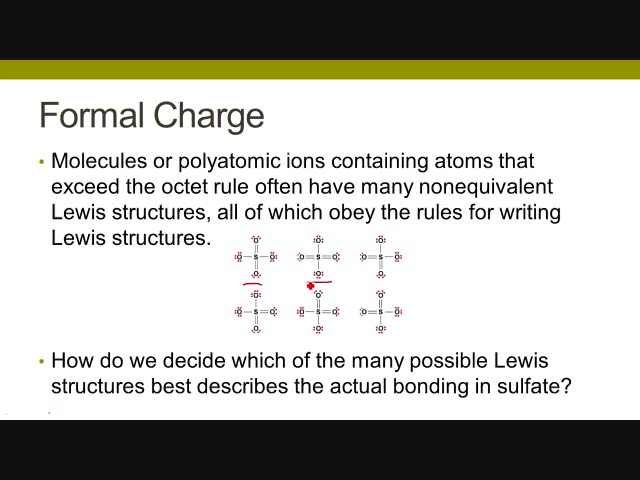 Formal Charge
• Molecules or polyatomic ions containing atoms that
exceed the octet rule often have many nonequivalent
Lewis structures, all of which obey the rules for writing
Lewis structures.
• How do we decide which of the many possible Lewis
structures best describes the actual bonding in sulfate?